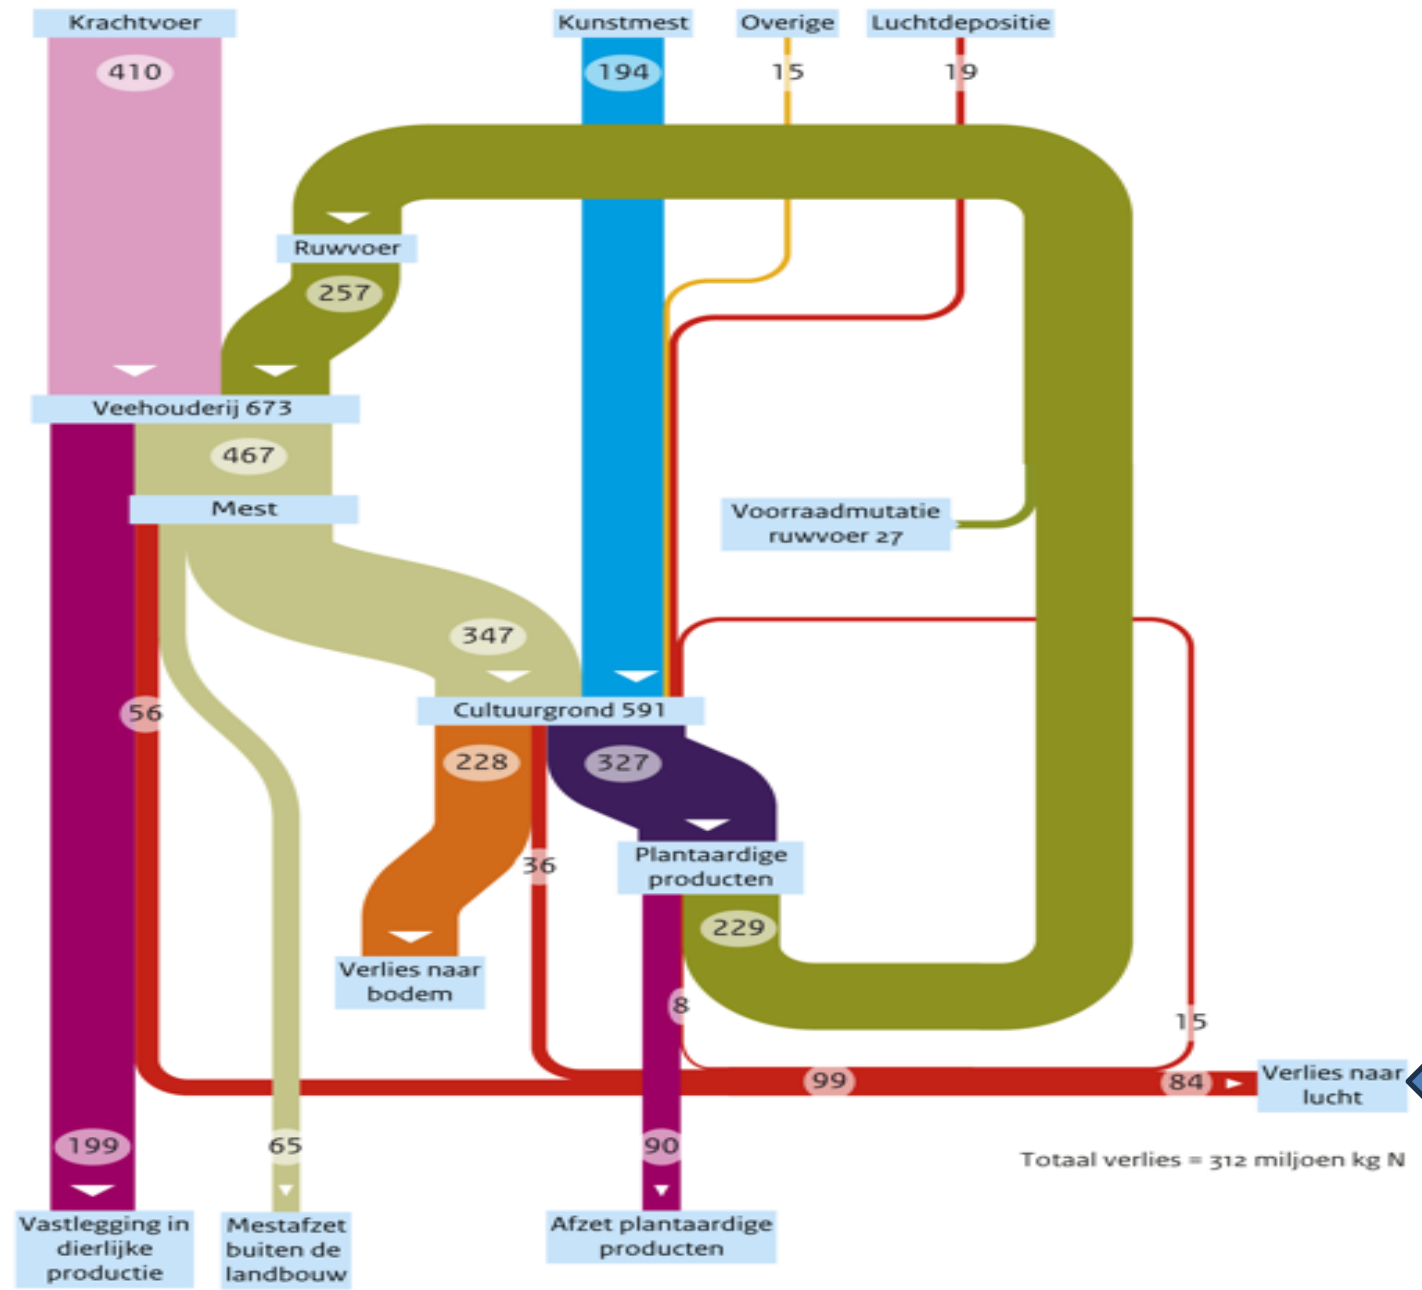 Krachtvoer
Kunstmest
Overige
Luchtdepositie
410
194
15
19
Ruwvoer
257
Veehouderij 673
467
Mest
Voorraadmutatie
ruwvoer 27
347
56
Cultuurgrond 591
228
327
36
Plantaardige
producten
229
Verlies naar
bodem
8
15
99
84
Verlies naar
lucht
199
65
90
Totaal verlies = 312 miljoen kg N
Vastlegging in
dierlijke
productie
Mestafzet
buiten de
landbouw
Afzet plantaardige
producten